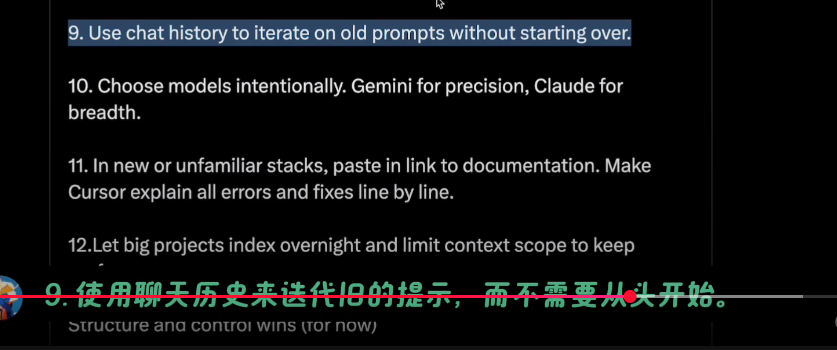 9. Use chat history to iterate on old prompts without starting over.
10. Choose models intentionally. Gemini for precision, Claude for
breadth.
11. In new or unfamiliar stacks, paste in link to documentation. Make
Cursor explain all errors and fixes line by line.
12.Let big projects index overnight and limit context scope to keep
9. 使用聊天历史来迭代旧的提示，而不需要从头开始。
Structure and control wins (for now)